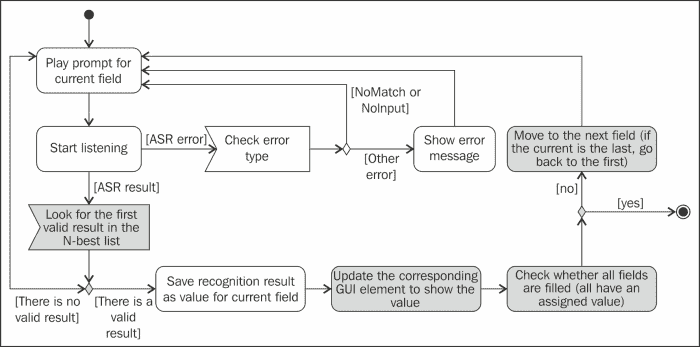 Play prompt for
current field
[NoMatch or
NoInput]
Start listening
[ASR error]
Check error
type
[Other
error]
Show error
message
Move to the next field (if
the current is the last, go
back to the first)
[ASR result]
[no]
[yes]
Look for the first
valid result in the
N-best list
[There is no
valid result]
[There is a
valid
result]
Save recognition result
as value for current field
Update the corresponding
GUI element to show the
value
Check whether all fields
are filled (all have an
assigned value)